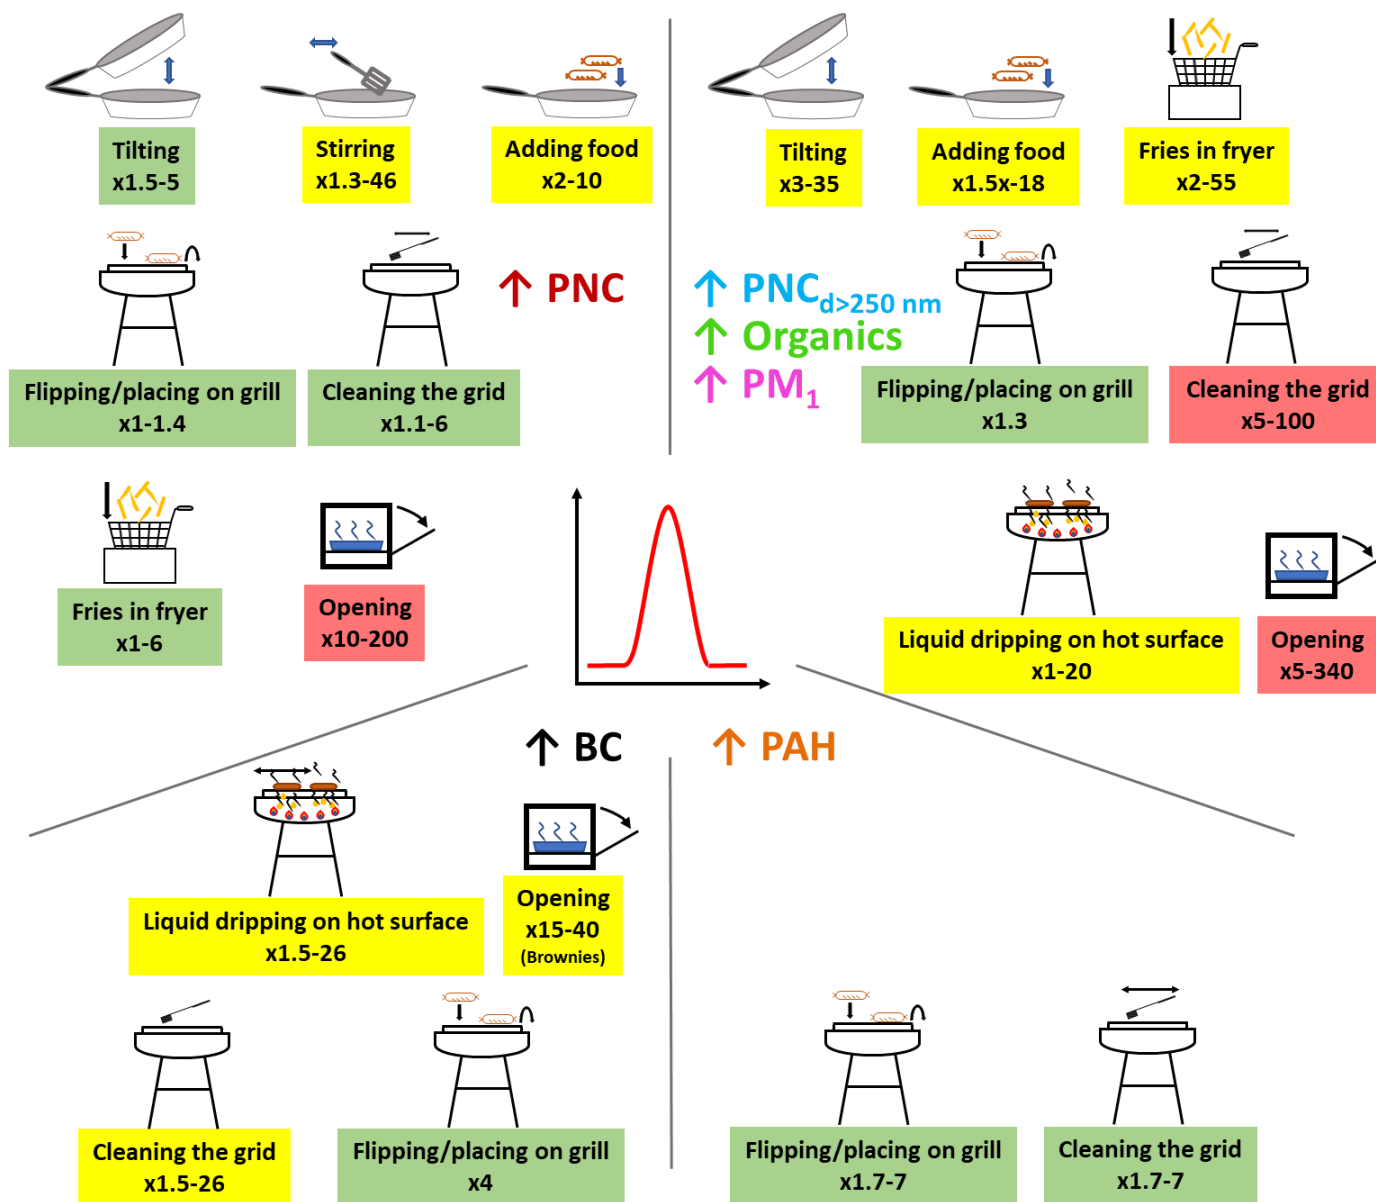 Tilting
x1.5-5
Stirring
x1.3-46
Adding food
x2-10
Flipping/placing on grill
x1-1.4
Cleaning the grid
x1.1-6
↑ PNC
Fries in fryer
x1-6
Opening
x10-200
Tilting
x3-35
Adding food
x1.5x-18
Fries in fryer
x2-55
↑ PNCd>250 nm
↑ Organics
↑ PM1
Flipping/placing on grill
x1.3
Cleaning the grid
x5-100
Liquid dripping on hot surface
x1-20
Opening
x5-340
↑ BC
Liquid dripping on hot surface
x1.5-26
Opening
x15-40
(Brownies)
Cleaning the grid
x1.5-26
Flipping/placing on grill
x4
↑ PAH
Flipping/placing on grill
x1.7-7
Cleaning the grid
x1.7-7